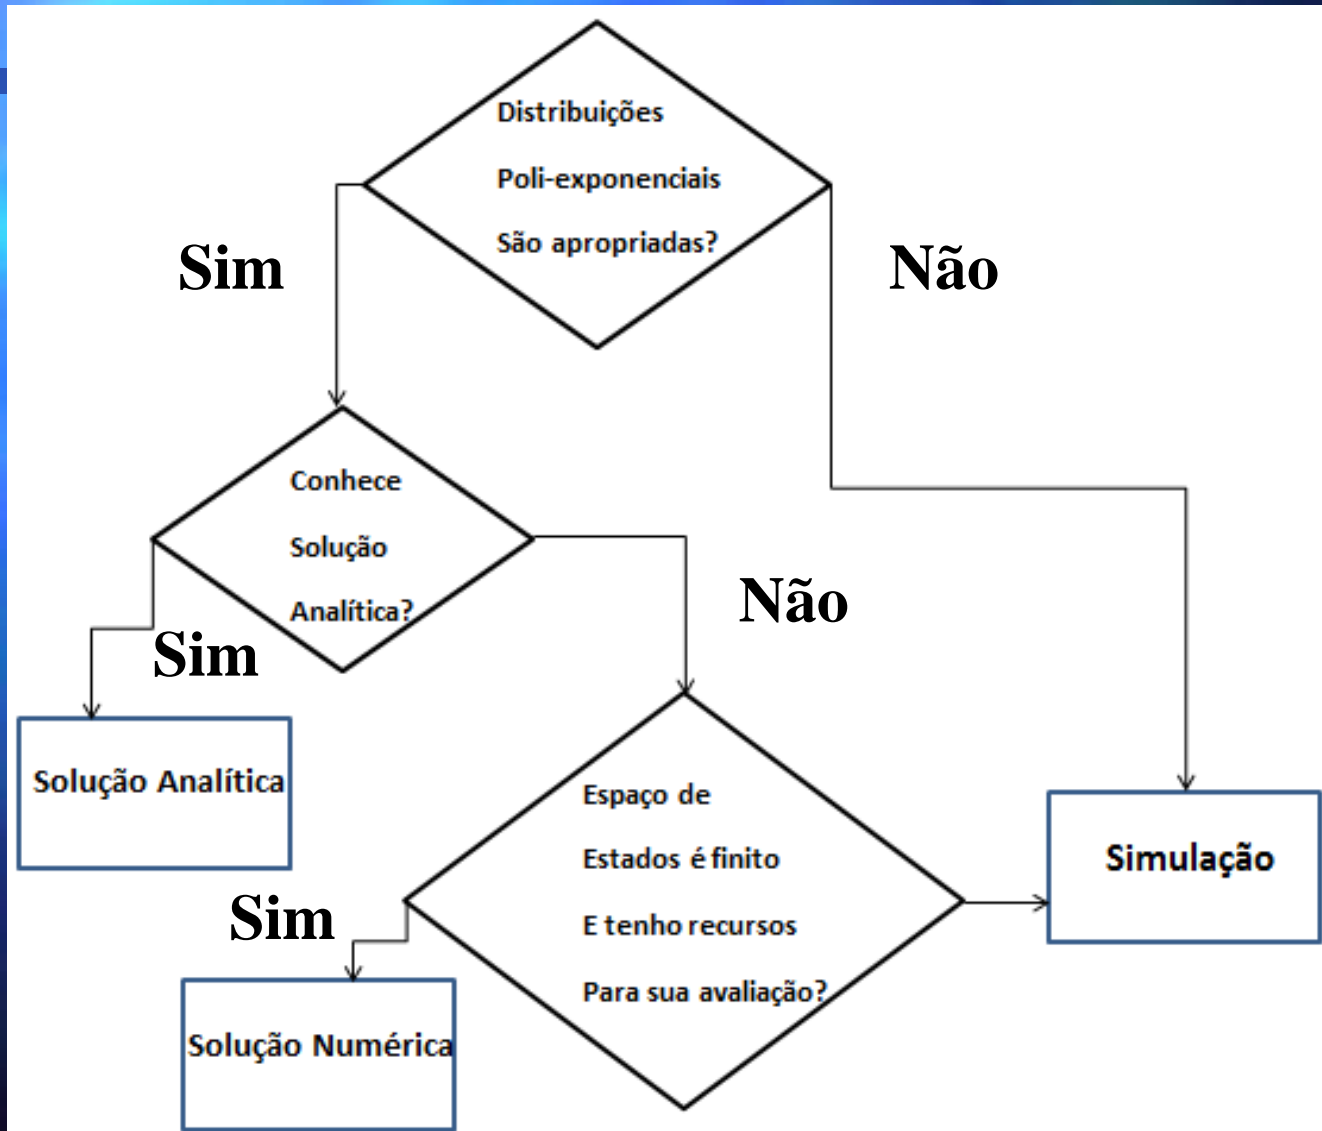 Distribuições
Poli-exponenciais
São apropriadas?
Sim
Não
Conhece
Solução
Analítica?
Sim
Não
Solução Analítica
Espaço de
Estados é finito
E tenho recursos
Para sua avaliação?
Simulação
Sim
Solução Numérica